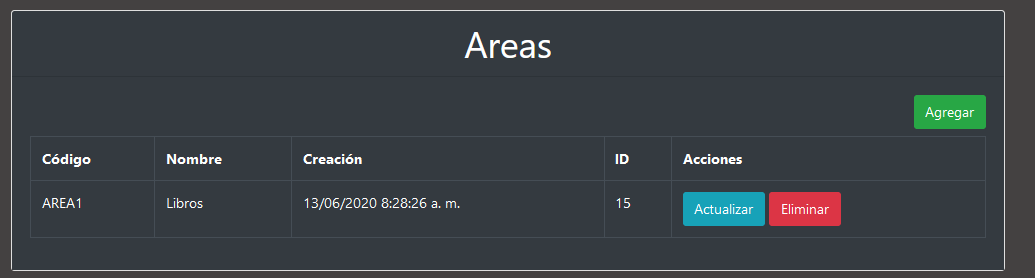 Areas
Agregar
Código Nombre Creación ID Acciones
AREA1 Libros 13/06/2020 8:28:26 a. m. 15 Actualizar Eliminar